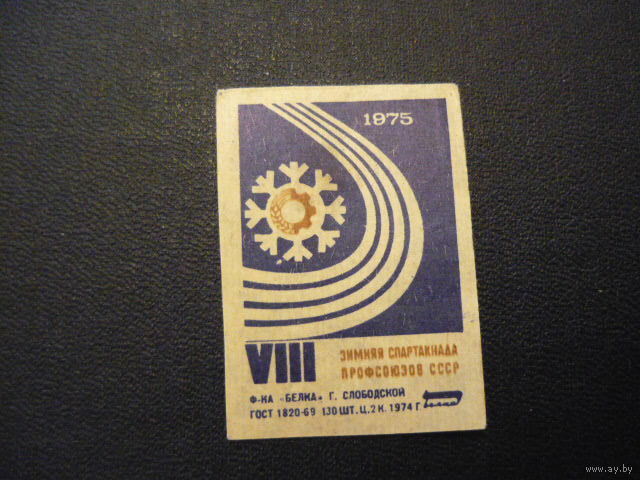 1975
VIII
ЗИМНЯЯ СПАРТАКИАДА
ПРОФСОЮЗОВ СССР
Ф-КА «БЕЛКА» Г. СЛОБОДСКОЙ
ГОСТ 1820-69 130 ШТ. Ц. 2 К. 1974 Г.
www.ay.by